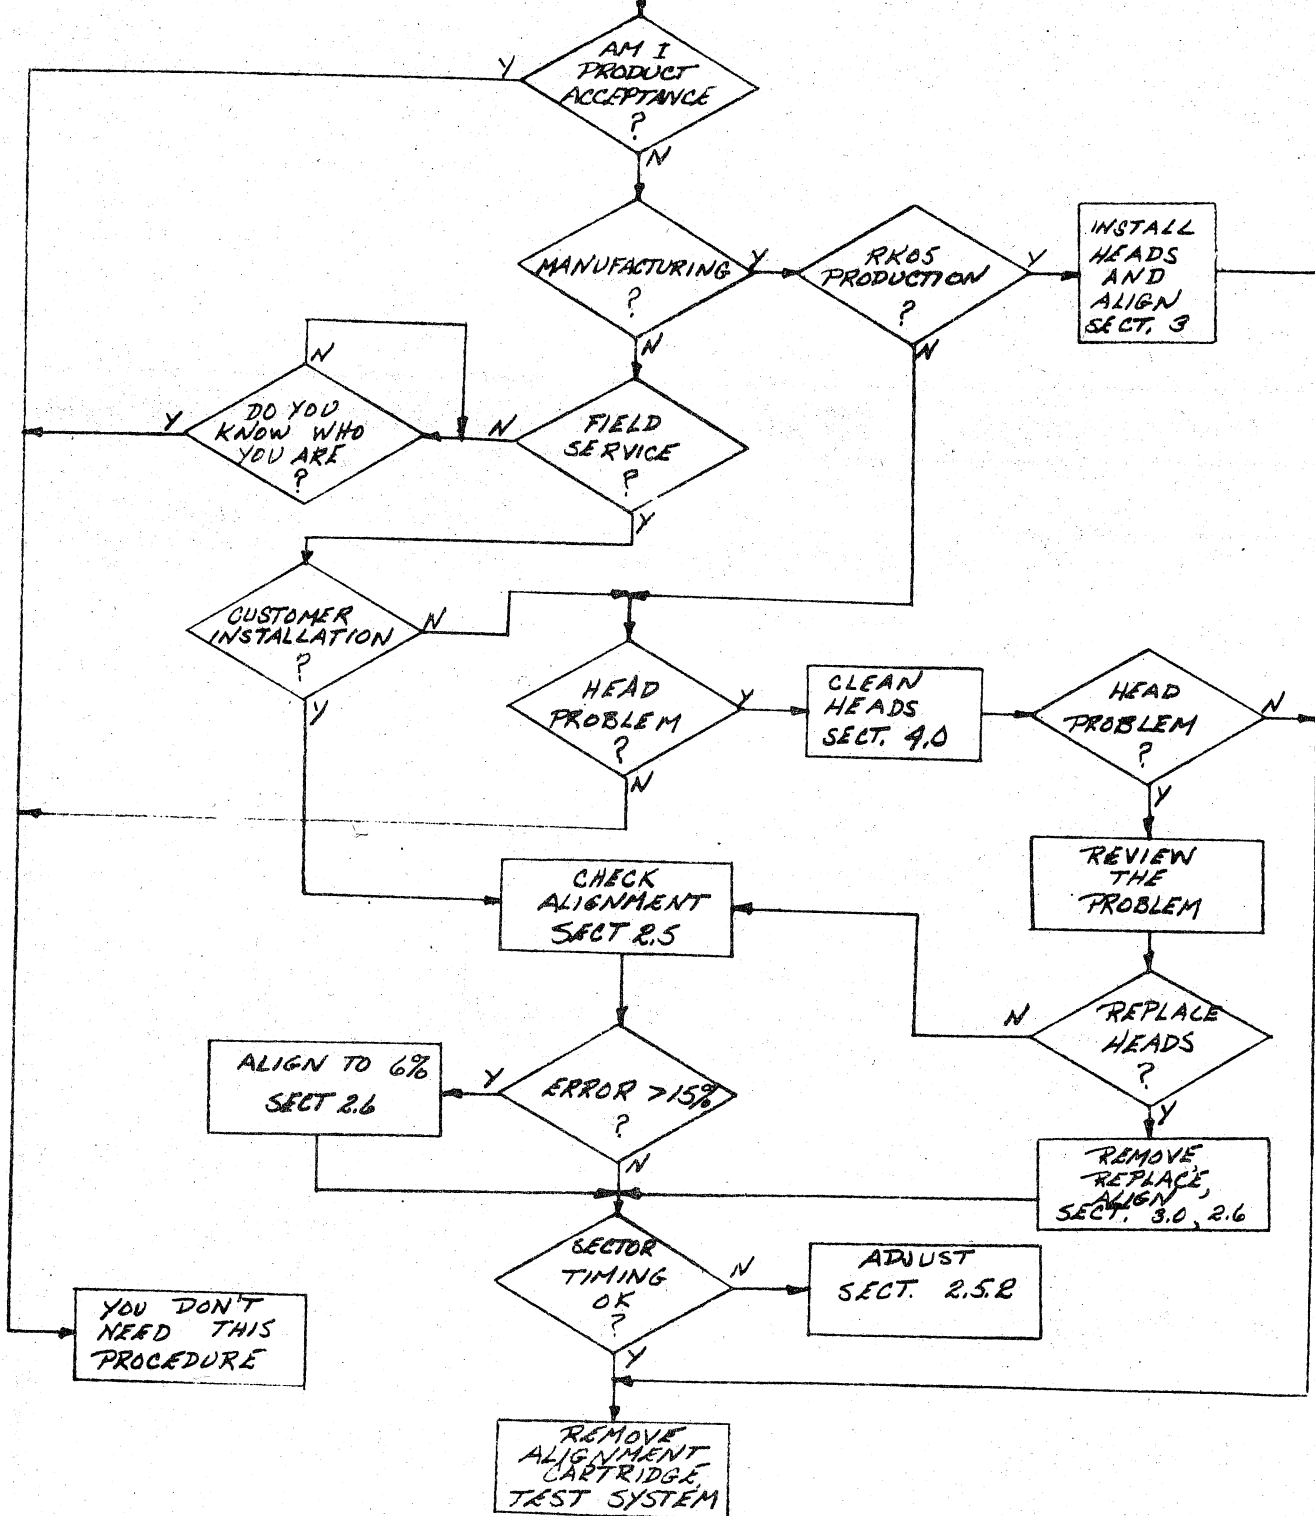 AM I
PRODUCT
ACCEPTANCE
?
Y
N
MANUFACTURING
?
Y
N
RK05
PRODUCTION
?
Y
N
INSTALL
HEADS
AND
ALIGN
SECT. 3
FIELD
SERVICE
?
N
Y
DO YOU
KNOW WHO
YOU ARE
?
N
Y
CUSTOMER
INSTALLATION
?
N
Y
HEAD
PROBLEM
?
Y
N
CLEAN
HEADS
SECT. 4.0
HEAD
PROBLEM
?
N
Y
REVIEW
THE
PROBLEM
CHECK
ALIGNMENT
SECT 2.5
REPLACE
HEADS
?
N
Y
ERROR >15%
?
Y
N
ALIGN TO 6%
SECT 2.6
REMOVE,
REPLACE,
ALIGN
SECT. 3.0, 2.6
SECTOR
TIMING
OK
?
N
Y
ADJUST
SECT. 2.5.2
YOU DON'T
NEED THIS
PROCEDURE
REMOVE
ALIGNMENT
CARTRIDGE,
TEST SYSTEM